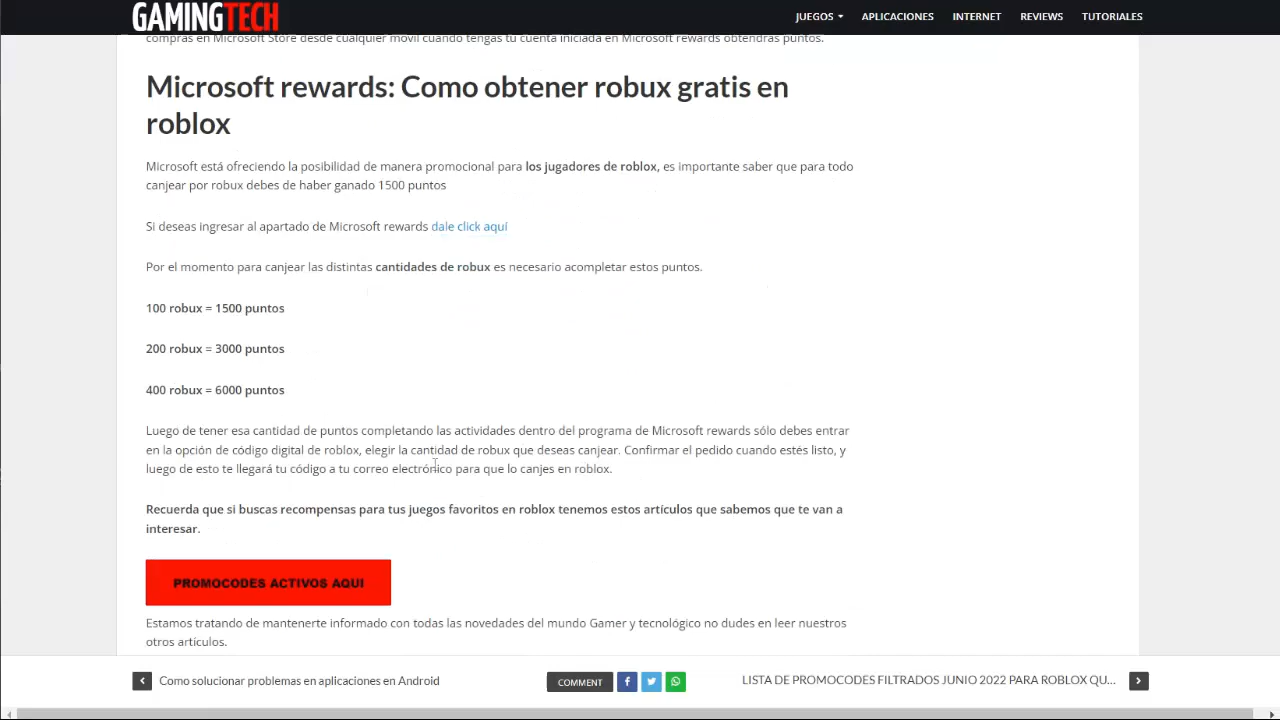 GAMINGTECH
JUEGOS
APLICACIONES
INTERNET
REVIEWS
TUTORIALES
compras en Microsoft Store desde cualquier móvil cuando tengas tu cuenta iniciada en Microsoft rewards obtendrás puntos.
Microsoft rewards: Como obtener robux gratis en
roblox
Microsoft está ofreciendo la posibilidad de manera promocional para los jugadores de roblox, es importante saber que para todo
canjear por robux debes de haber ganado 1500 puntos
Si deseas ingresar al apartado de Microsoft rewards dale click aquí
Por el momento para canjear las distintas cantidades de robux es necesario acompletar estos puntos.
100 robux = 1500 puntos
200 robux = 3000 puntos
400 robux = 6000 puntos
Luego de tener esa cantidad de puntos completando las actividades dentro del programa de Microsoft rewards sólo debes entrar
en la opción de código digital de roblox, elegir la cantidad de robux que deseas canjear. Confirmar el pedido cuando estés listo, y
luego de esto te llegará tu código a tu correo electrónico para que lo canjes en roblox.
Recuerda que si buscas recompensas para tus juegos favoritos en roblox tenemos estos artículos que sabemos que te van a
interesar.
PROMOCODES ACTIVOS AQUI
Estamos tratando de mantenerte informado con todas las novedades del mundo Gamer y tecnológico no dudes en leer nuestros
otros artículos.
Como solucionar problemas en aplicaciones en Android
COMMENT
LISTA DE PROMOCODES FILTRADOS JUNIO 2022 PARA ROBLOX QU...